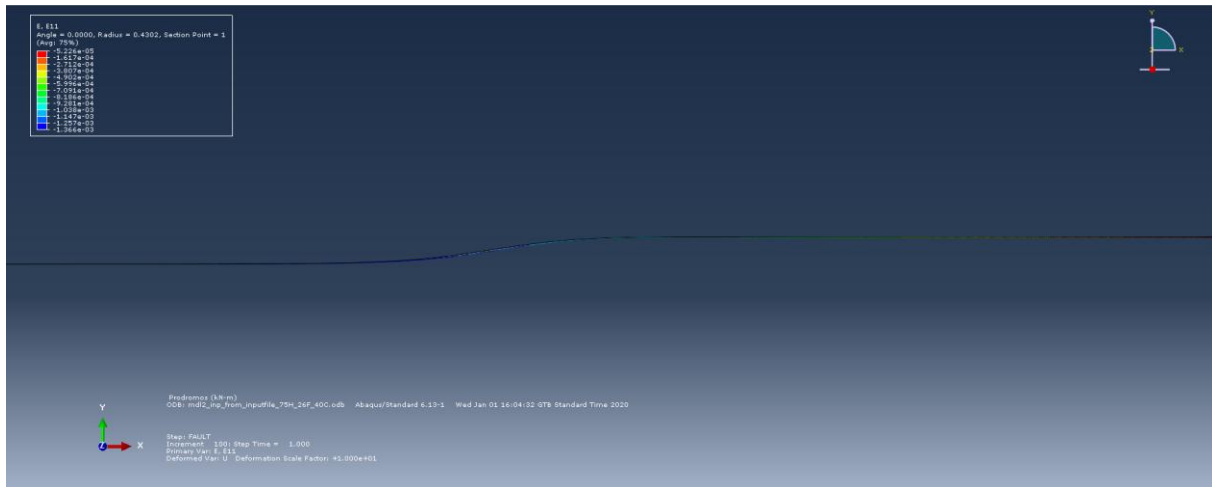 E, E11
Angle = 0.0000, Radius = 0.4302, Section Point = 1
(Avg: 75%)
-5.226e-05
-1.617e-04
-2.712e-04
-3.807e-04
-4.902e-04
-5.996e-04
-7.091e-04
-8.186e-04
-9.281e-04
-1.038e-03
-1.147e-03
-1.257e-03
-1.366e-03
Y
X
Z
Prodromos (kN-m)
ODB: mdl2_inp_from_inputfile_75H_26F_40C.odb Abaqus/Standard 6.13-1 Wed Jan 01 16:04:32 GTB Standard Time 2020
Y
Z X
Step: FAULT
Increment 100: Step Time = 1.000
Primary Var: E, E11
Deformed Var: U Deformation Scale Factor: +1.000e+01